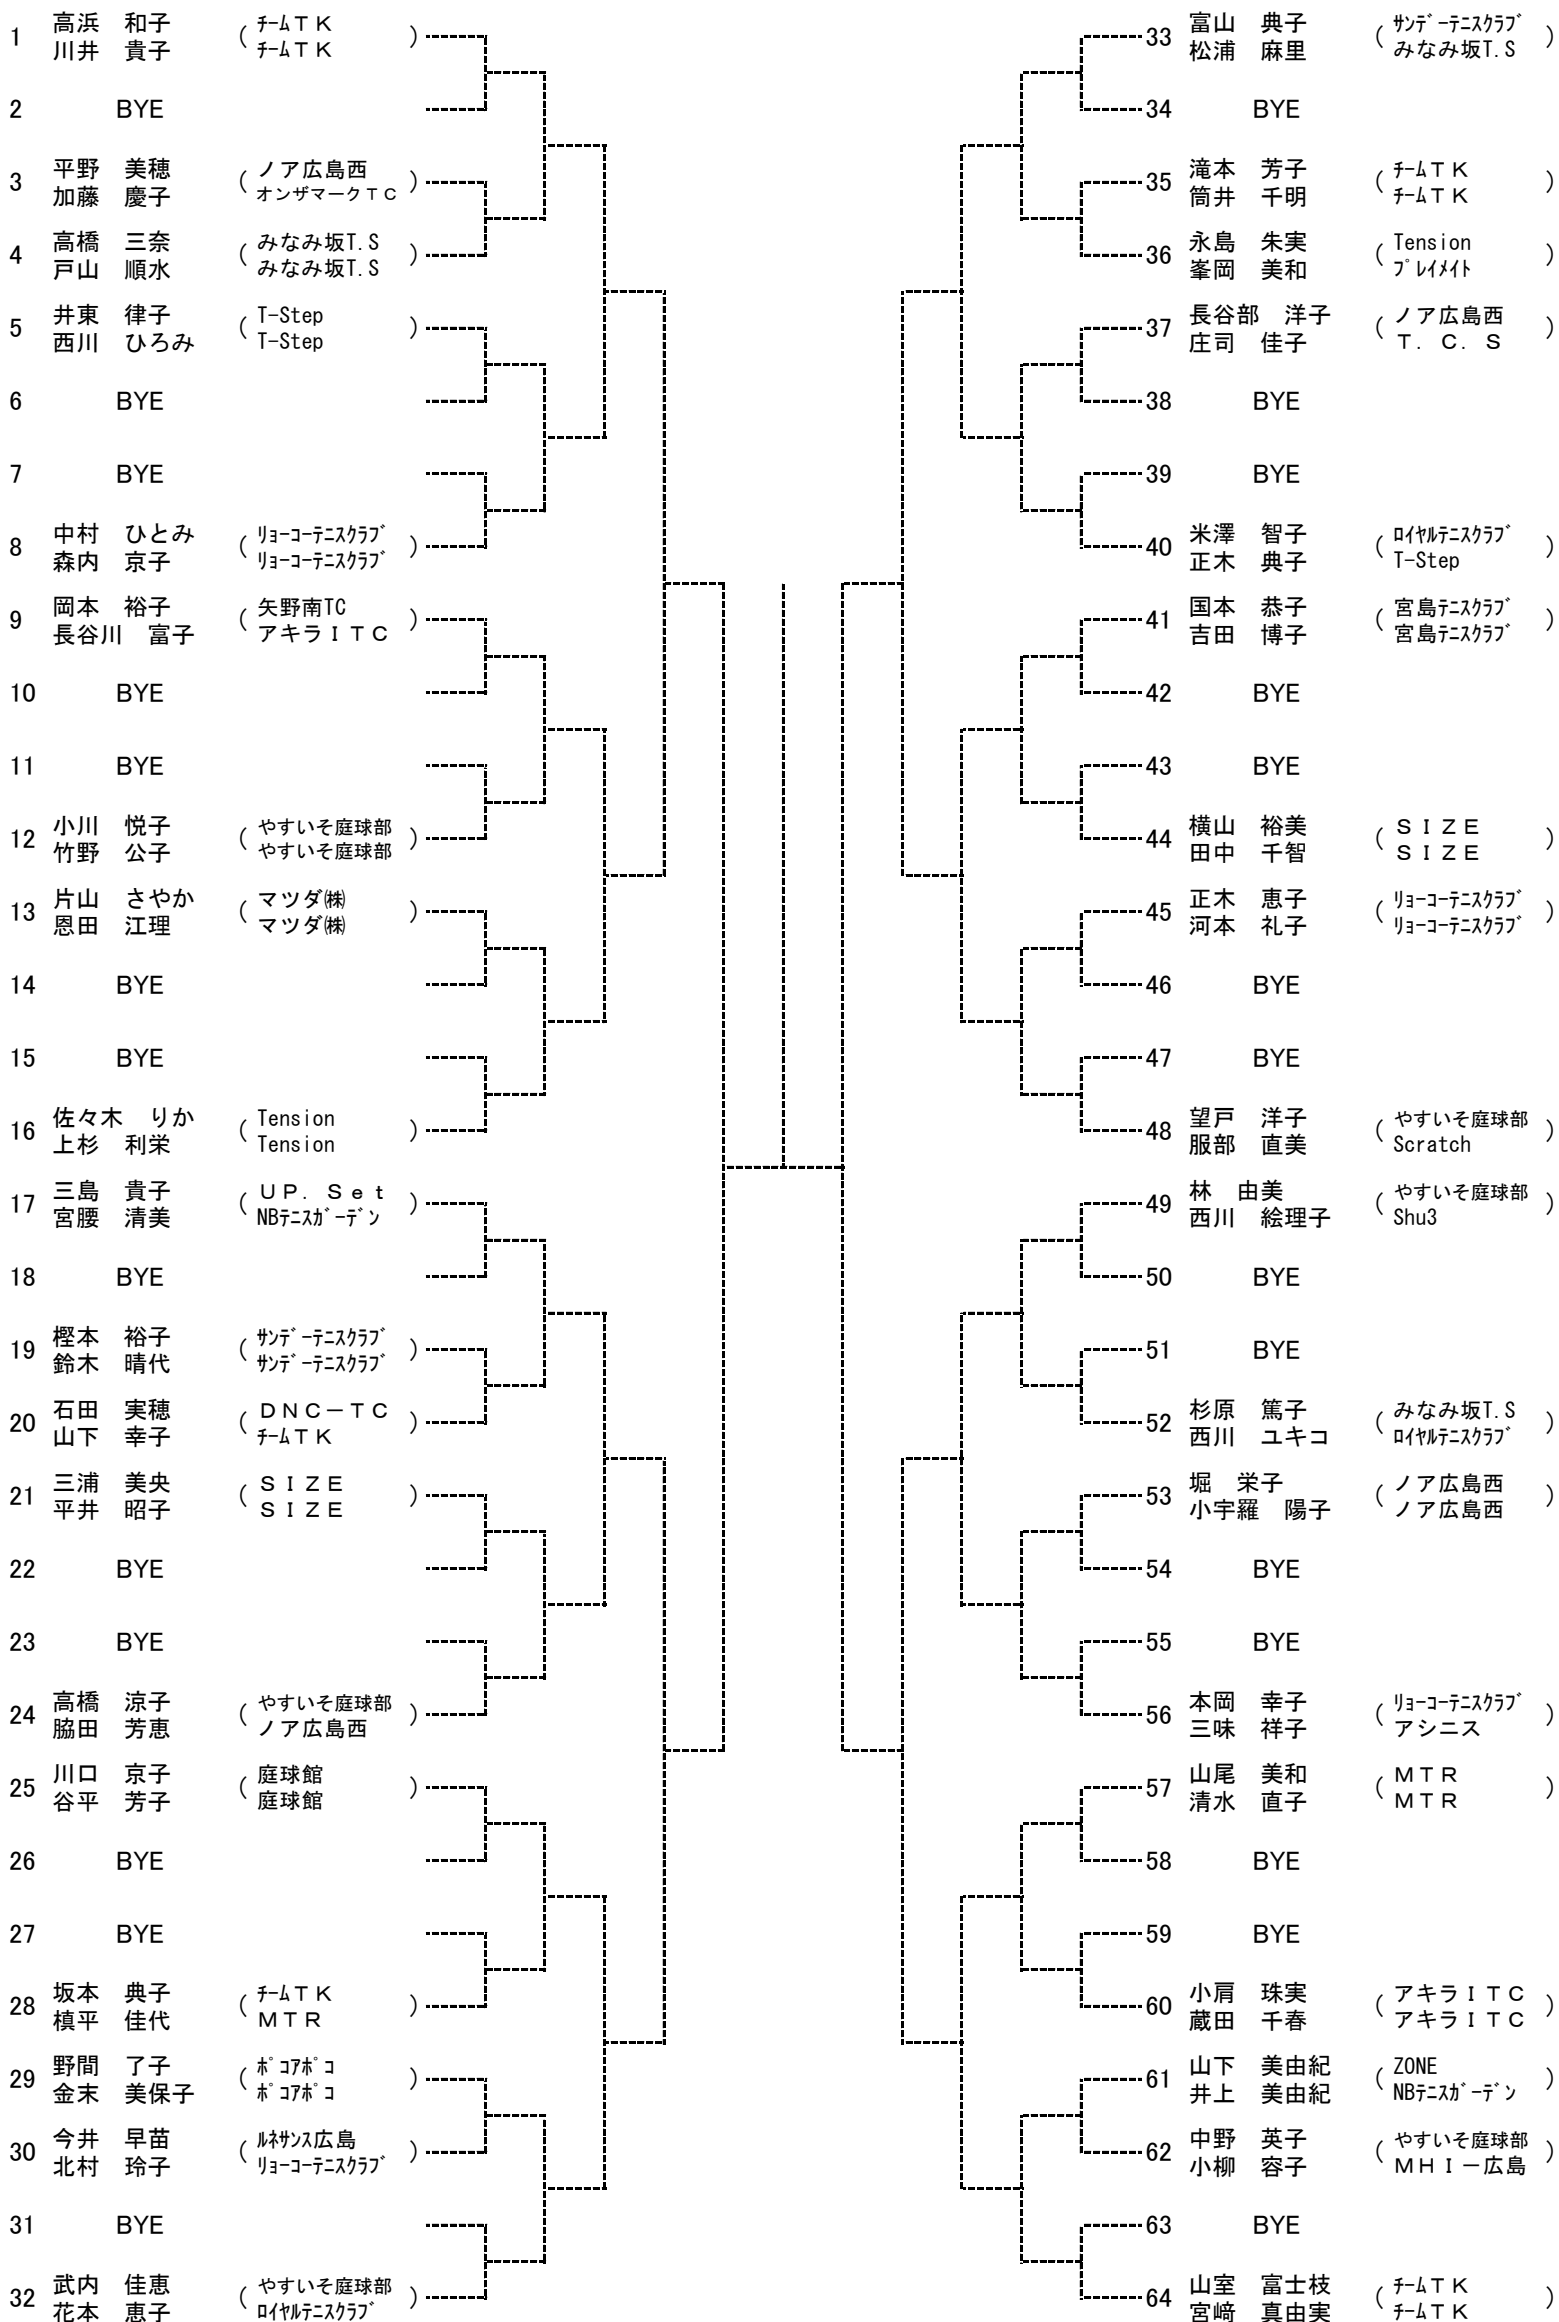 1 高浜　和子 ( ﾁｰﾑＴＫ )
川井　貴子 ﾁｰﾑＴＫ
2 BYE
3 平野　美穂 ( ノア広島西 )
加藤　慶子 オンザマークＴＣ
4 高橋　三奈 ( みなみ坂T.S )
戸山　順水 みなみ坂T.S
5 井東　律子 ( T-Step )
西川　ひろみ T-Step
6 BYE
7 BYE
8 中村　ひとみ ( ﾘｮｰｺｰﾃﾆｽｸﾗﾌﾞ )
森内　京子 ﾘｮｰｺｰﾃﾆｽｸﾗﾌﾞ
9 岡本　裕子 ( 矢野南TC )
長谷川　富子 アキラＩＴＣ
10 BYE
11 BYE
12 小川　悦子 ( やすいそ庭球部 )
竹野　公子 やすいそ庭球部
13 片山　さやか ( マツダ㈱ )
恩田　江理 マツダ㈱
14 BYE
15 BYE
16 佐々木　りか ( Tension )
上杉　利栄 Tension
17 三島　貴子 ( ＵＰ．Ｓｅｔ )
宮腰　清美 NBﾃﾆｽｶﾞｰﾃﾞﾝ
18 BYE
19 樫本　裕子 ( ｻﾝﾃﾞｰﾃﾆｽｸﾗﾌﾞ )
鈴木　晴代 ｻﾝﾃﾞｰﾃﾆｽｸﾗﾌﾞ
20 石田　実穂 ( ＤＮＣ－ＴＣ )
山下　幸子 ﾁｰﾑＴＫ
21 三浦　美央 ( ＳＩＺＥ )
平井　昭子 ＳＩＺＥ
22 BYE
23 BYE
24 高橋　涼子 ( やすいそ庭球部 )
脇田　芳恵 ノア広島西
25 川口　京子 ( 庭球館 )
谷平　芳子 庭球館
26 BYE
27 BYE
28 坂本　典子 ( ﾁｰﾑＴＫ )
槙平　佳代 ＭＴＲ
29 野間　了子 ( ﾎﾟｺｱﾎﾟｺ )
金末　美保子 ﾎﾟｺｱﾎﾟｺ
30 今井　早苗 ( ﾙﾈｻﾝｽ広島 )
北村　玲子 ﾘｮｰｺｰﾃﾆｽｸﾗﾌﾞ
31 BYE
32 武内　佳恵 ( やすいそ庭球部 )
花本　恵子 ﾛｲﾔﾙﾃﾆｽｸﾗﾌﾞ
33 富山　典子 ( ｻﾝﾃﾞｰﾃﾆｽｸﾗﾌﾞ )
松浦　麻里 みなみ坂T.S
34 BYE
35 滝本　芳子 ( ﾁｰﾑＴＫ )
筒井　千明 ﾁｰﾑＴＫ
36 永島　朱実 ( Tension )
峯岡　美和 ﾌﾟﾚｲﾒｲﾄ
37 長谷部　洋子 ( ノア広島西 )
庄司　佳子 Ｔ．Ｃ．Ｓ
38 BYE
39 BYE
40 米澤　智子 ( ﾛｲﾔﾙﾃﾆｽｸﾗﾌﾞ )
正木　典子 T-Step
41 国本　恭子 ( 宮島ﾃﾆｽｸﾗﾌﾞ )
吉田　博子 宮島ﾃﾆｽｸﾗﾌﾞ
42 BYE
43 BYE
44 横山　裕美 ( ＳＩＺＥ )
田中　千智 ＳＩＺＥ
45 正木　恵子 ( ﾘｮｰｺｰﾃﾆｽｸﾗﾌﾞ )
河本　礼子 ﾘｮｰｺｰﾃﾆｽｸﾗﾌﾞ
46 BYE
47 BYE
48 望戸　洋子 ( やすいそ庭球部 )
服部　直美 Scratch
49 林　由美 ( やすいそ庭球部 )
西川　絵理子 Shu3
50 BYE
51 BYE
52 杉原　篤子 ( みなみ坂T.S )
西川　ユキコ ﾛｲﾔﾙﾃﾆｽｸﾗﾌﾞ
53 堀　栄子 ( ノア広島西 )
小宇羅　陽子 ノア広島西
54 BYE
55 BYE
56 本岡　幸子 ( ﾘｮｰｺｰﾃﾆｽｸﾗﾌﾞ )
三味　祥子 アシニス
57 山尾　美和 ( ＭＴＲ )
清水　直子 ＭＴＲ
58 BYE
59 BYE
60 小肩　珠実 ( アキラＩＴＣ )
蔵田　千春 アキラＩＴＣ
61 山下　美由紀 ( ZONE )
井上　美由紀 NBﾃﾆｽｶﾞｰﾃﾞﾝ
62 中野　英子 ( やすいそ庭球部 )
小柳　容子 ＭＨＩ－広島
63 BYE
64 山室　富士枝 ( ﾁｰﾑＴＫ )
宮﨑　真由実 ﾁｰﾑＴＫ